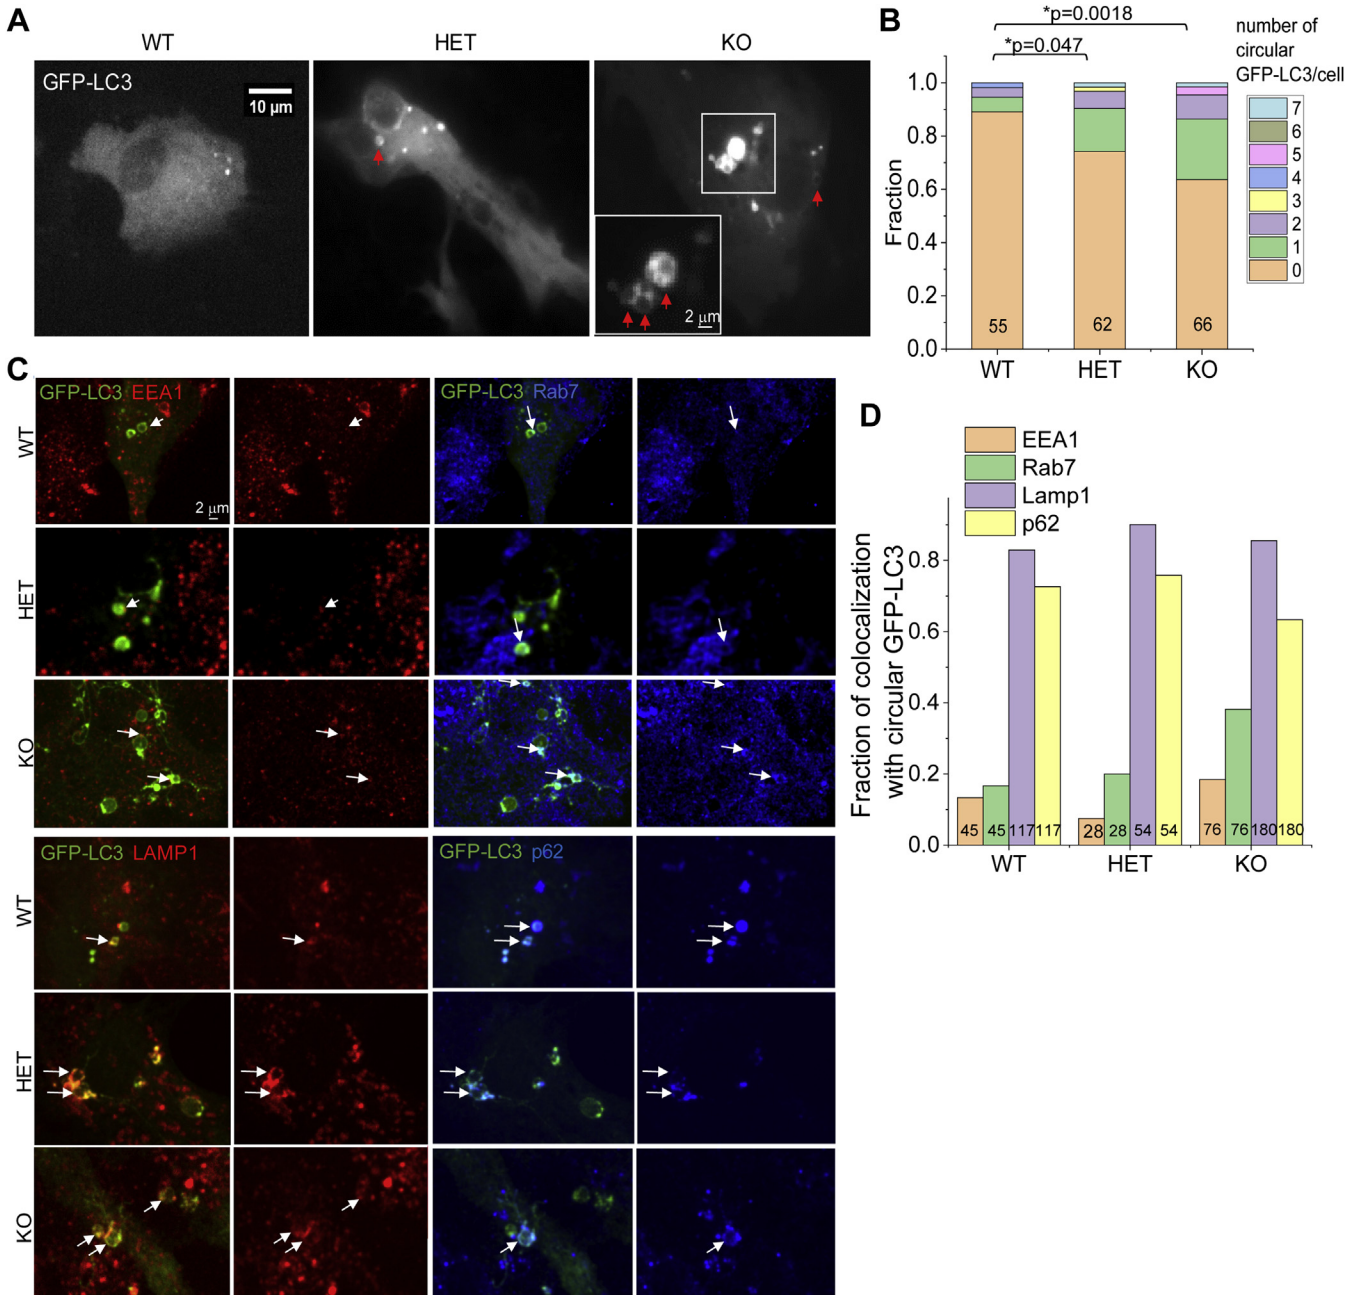 A
WT
HET
KO
GFP-LC3
10 µm
2 µm
B
*p=0.0018
*p=0.047
number of
circular
GFP-LC3/cell
7
6
5
4
3
2
1
0
Fraction
1.0
0.8
0.6
0.4
0.2
0.0
55
62
66
WT
HET
KO
C
GFP-LC3 EEA1
GFP-LC3 Rab7
WT
2 µm
HET
KO
GFP-LC3 LAMP1
GFP-LC3 p62
WT
HET
KO
D
EEA1
Rab7
Lamp1
p62
Fraction of colocalization
with circular GFP-LC3
0.8
0.6
0.4
0.2
0.0
45 45 117 117 28 28 54 54 76 76 180 180
WT
HET
KO